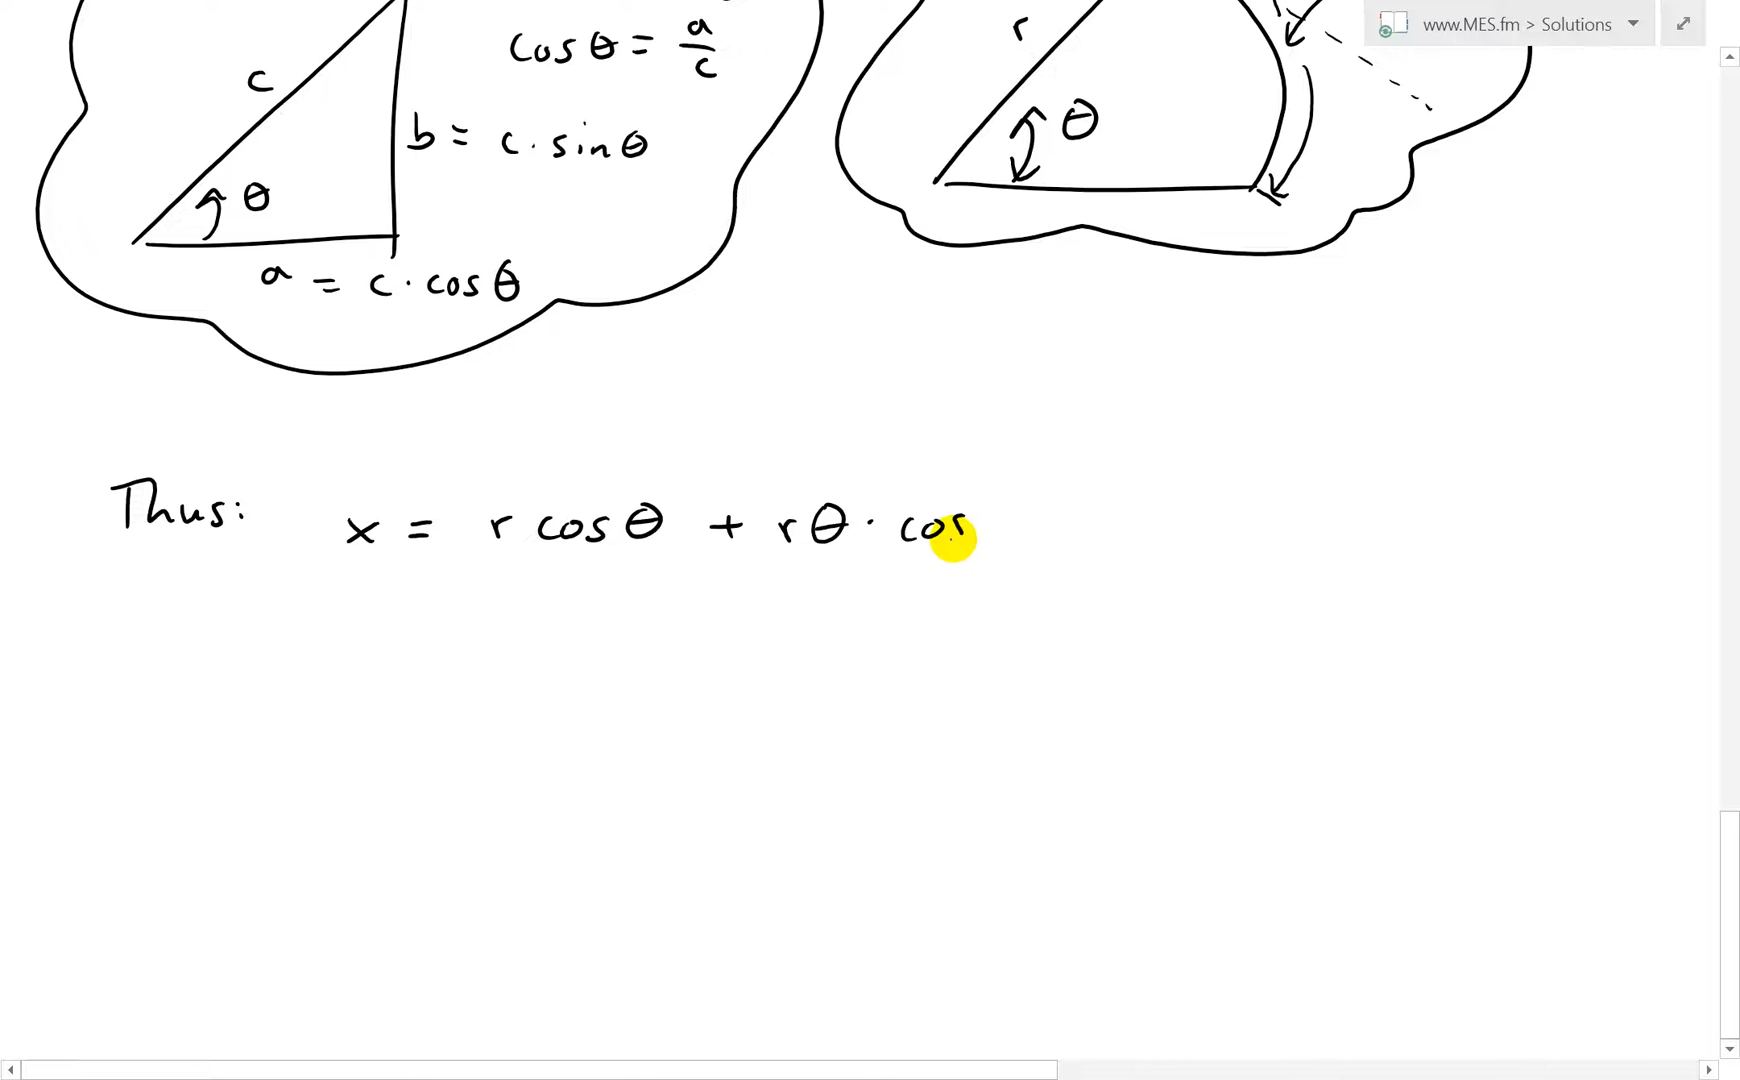 www.MES.fm > Solutions
c
cos θ = a/c
b = c · sin θ
θ
a = c · cos θ
r
θ
Thus: x = r cos θ + r θ · cos